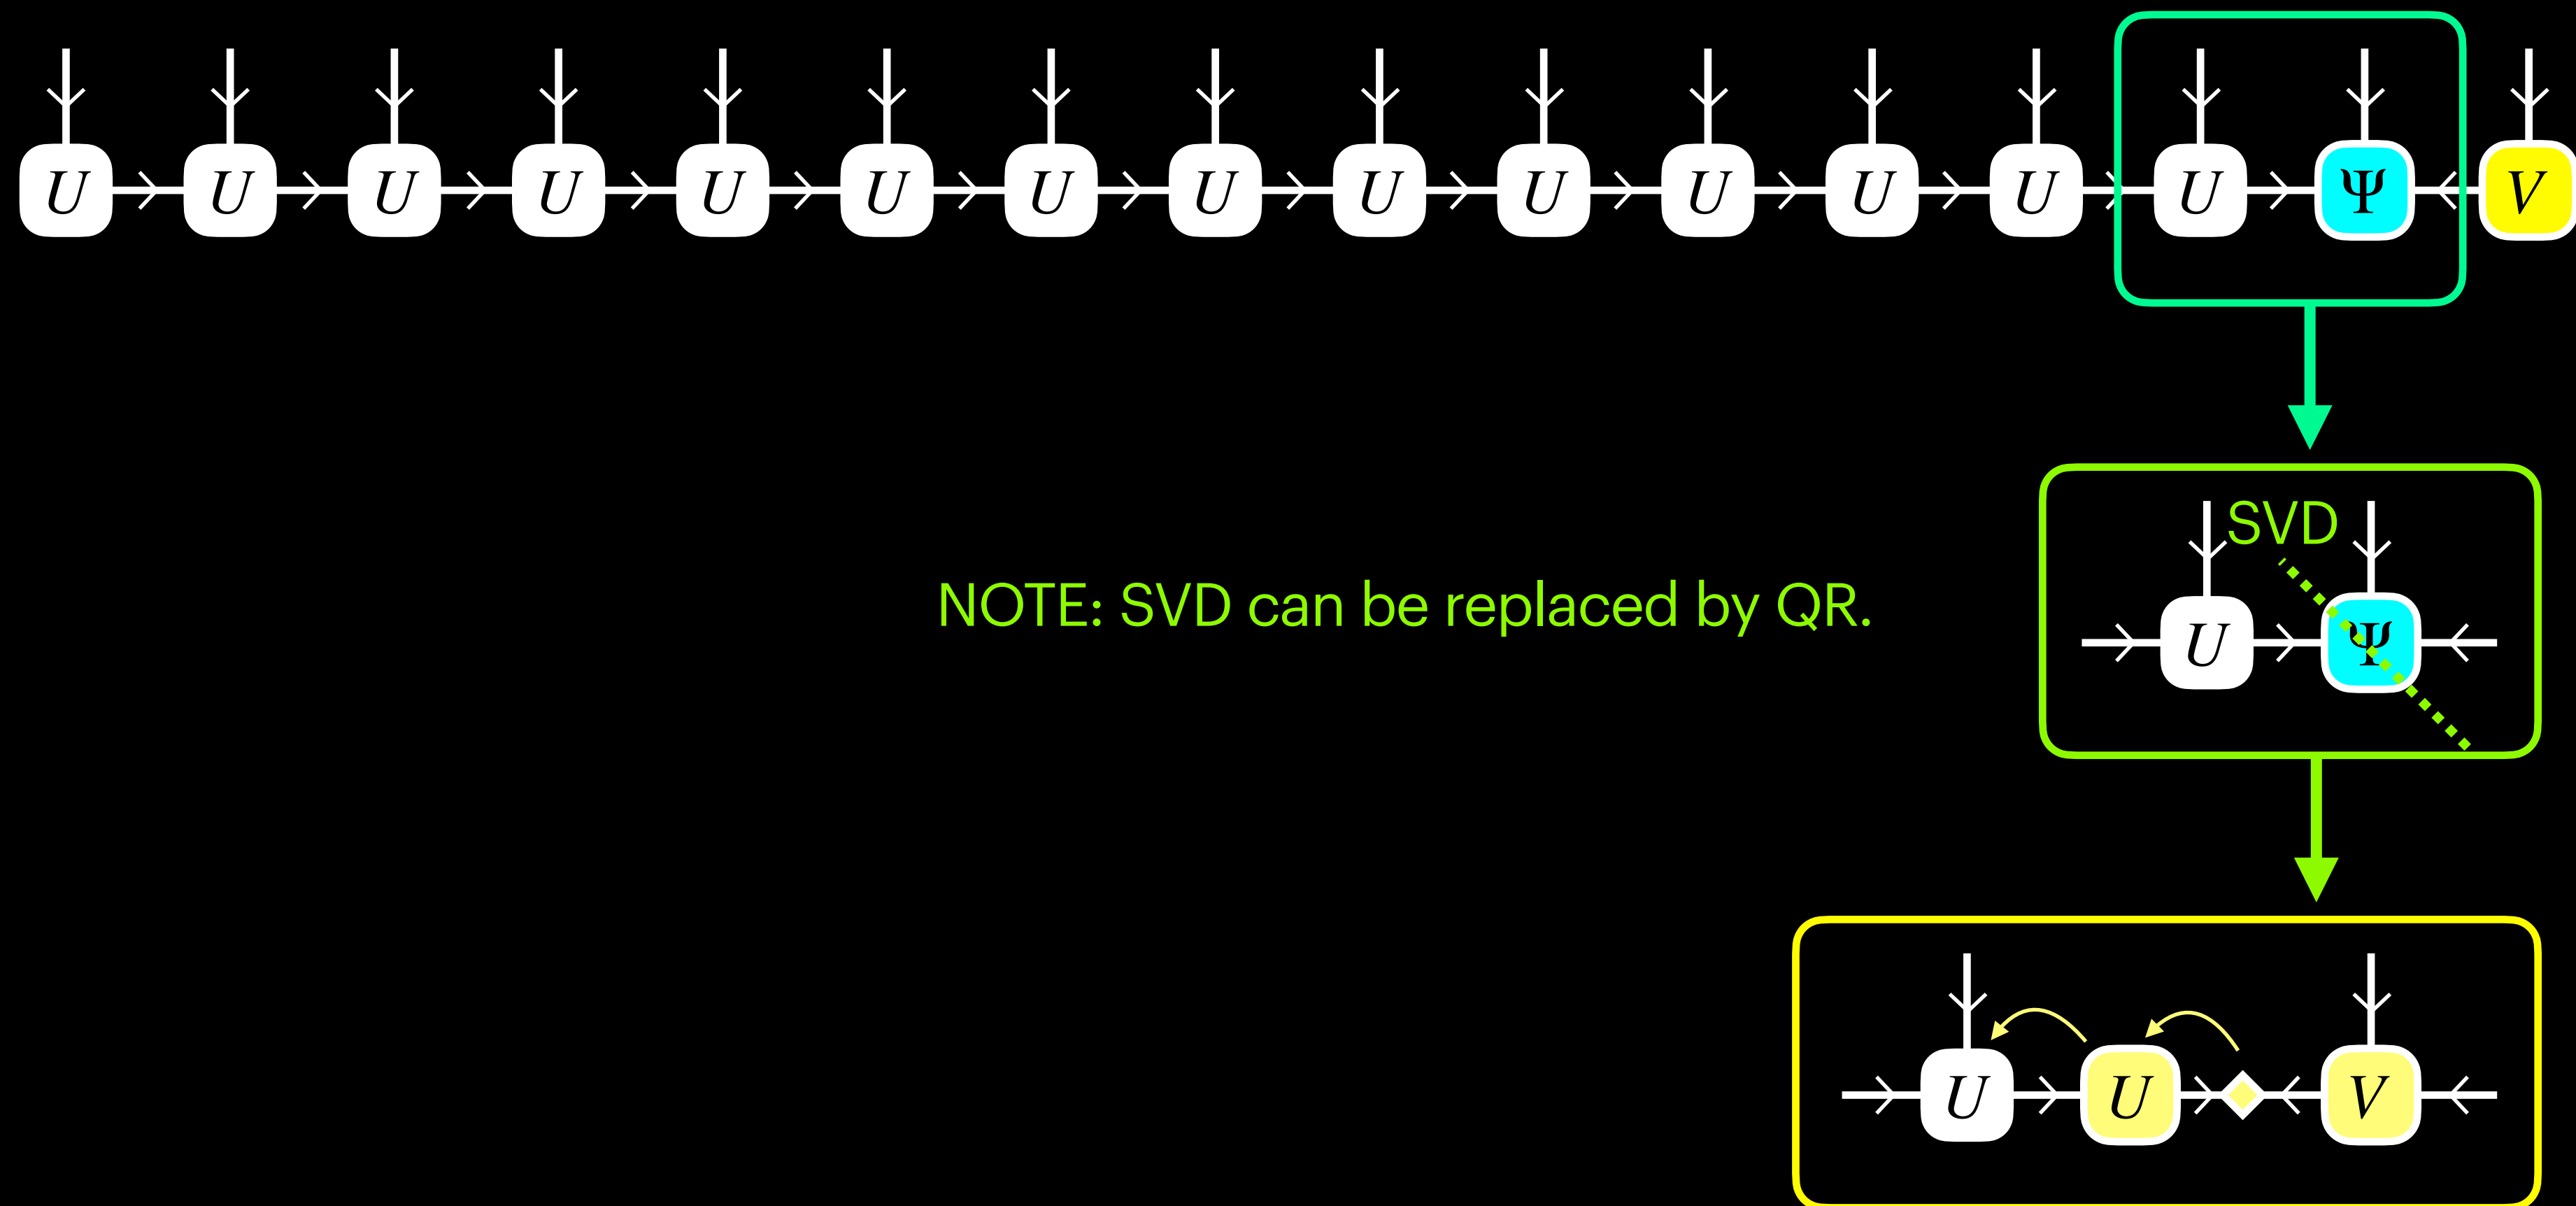 U U U U U U U U U U U U U U Ψ V
SVD
NOTE: SVD can be replaced by QR.
U Ψ
U U V